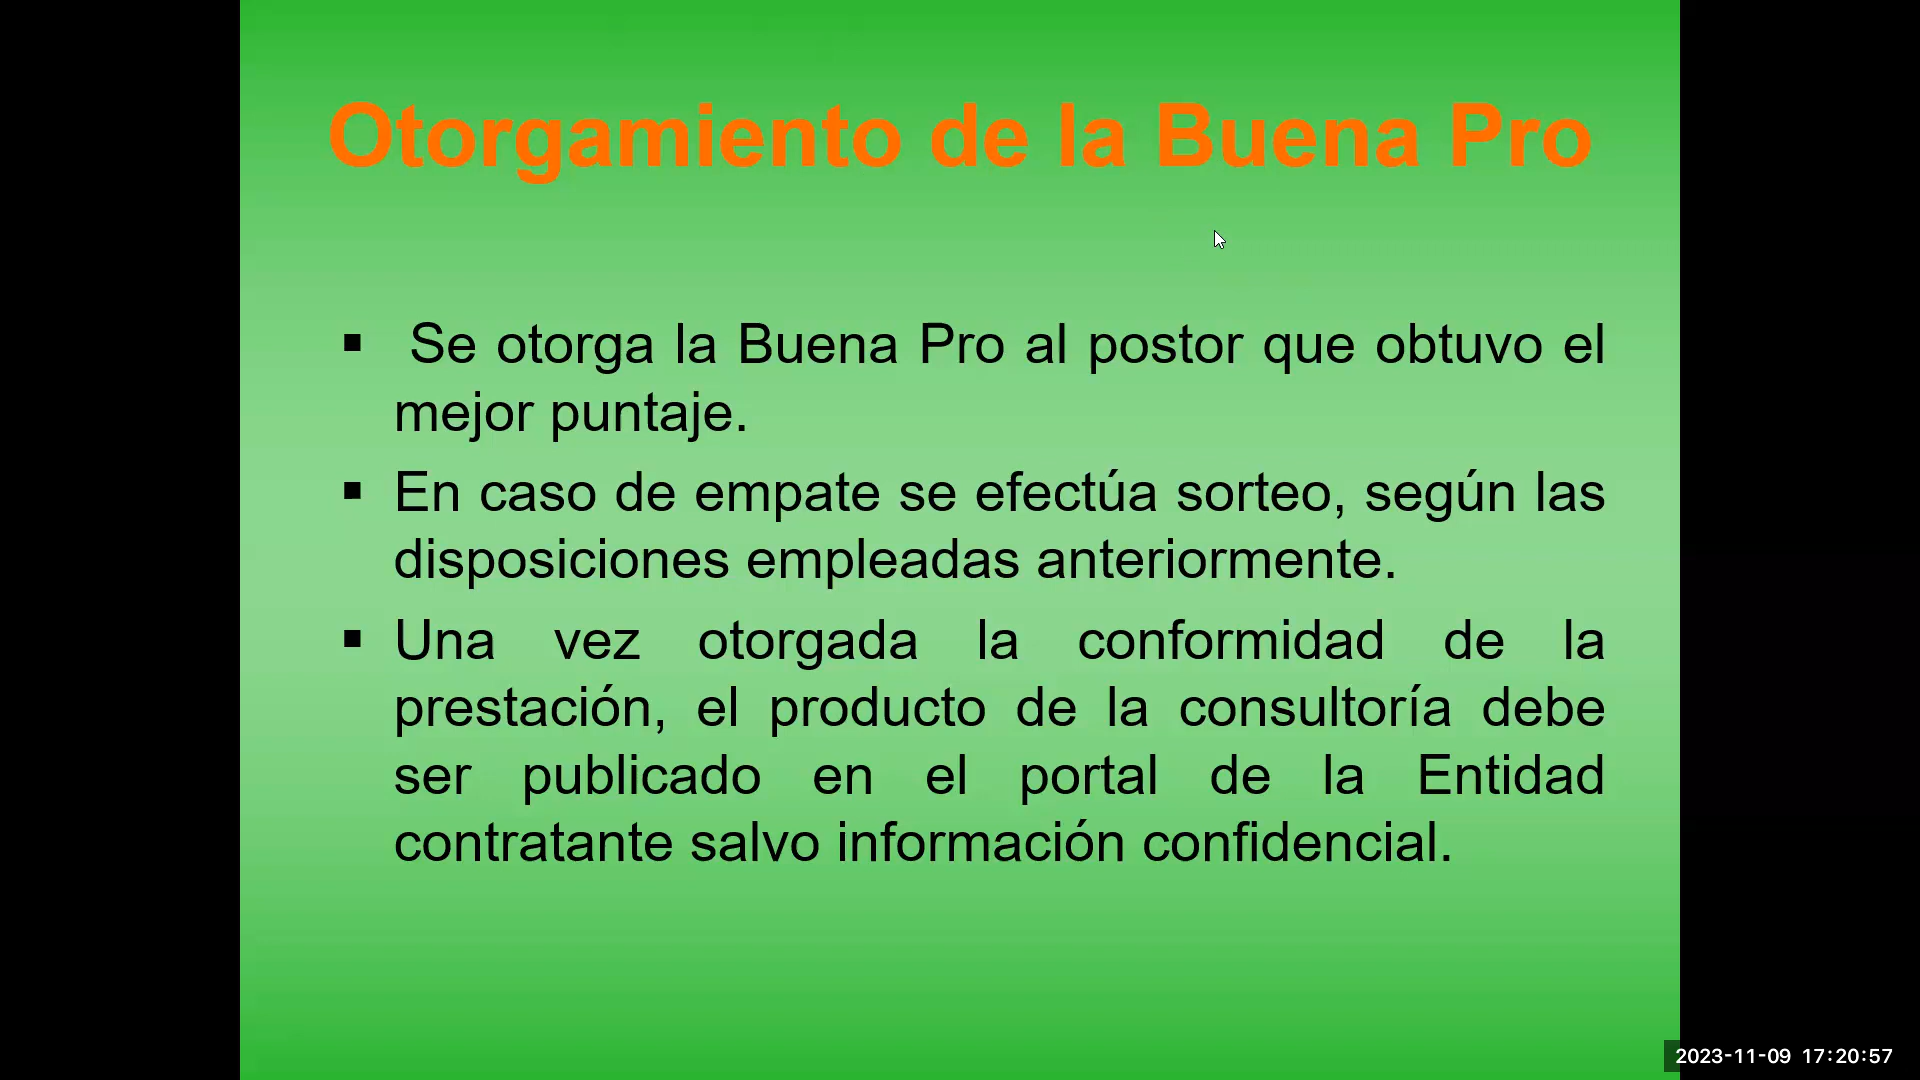 Otorgamiento de la Buena Pro
▪ Se otorga la Buena Pro al postor que obtuvo el
mejor puntaje.
▪ En caso de empate se efectúa sorteo, según las
disposiciones empleadas anteriormente.
▪ Una vez otorgada la conformidad de la
prestación, el producto de la consultoría debe
ser publicado en el portal de la Entidad
contratante salvo información confidencial.
2023-11-09 17:20:57